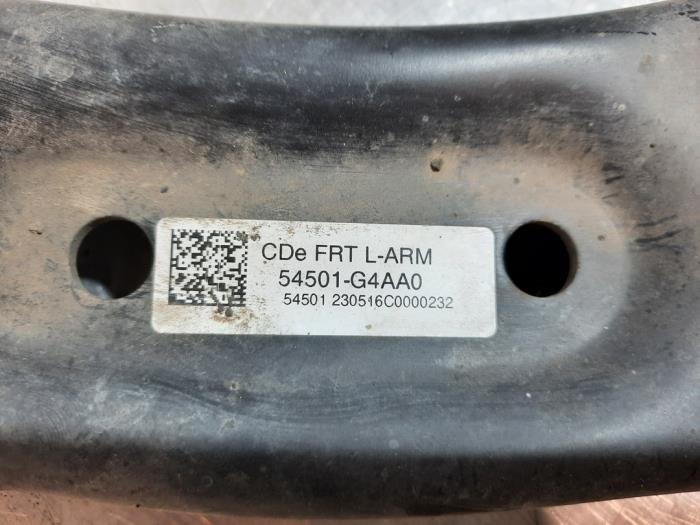 CDe FRT L-ARM
54501-G4AA0
54501 230516C0000232